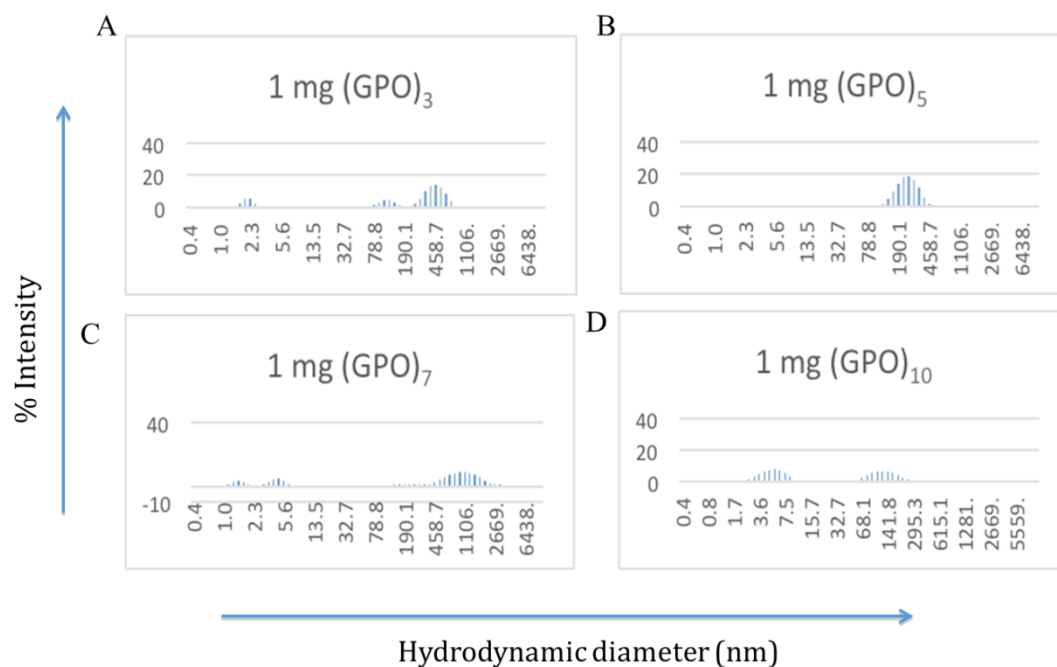 A
1 mg (GPO)₃
40
20
0
0.4 1.0 2.3 5.6 13.5 32.7 78.8 190.1 458.7 1106. 2669. 6438.
B
1 mg (GPO)₅
40
20
0
0.4 1.0 2.3 5.6 13.5 32.7 78.8 190.1 458.7 1106. 2669. 6438.
% Intensity
C
1 mg (GPO)₇
40
-10
0.4 1.0 2.3 5.6 13.5 32.7 78.8 190.1 458.7 1106. 2669. 6438.
D
1 mg (GPO)₁₀
40
20
0
0.4 0.8 1.7 3.6 7.5 15.7 32.7 68.1 141.8 295.3 615.1 1281. 2669. 5559.
Hydrodynamic diameter (nm)